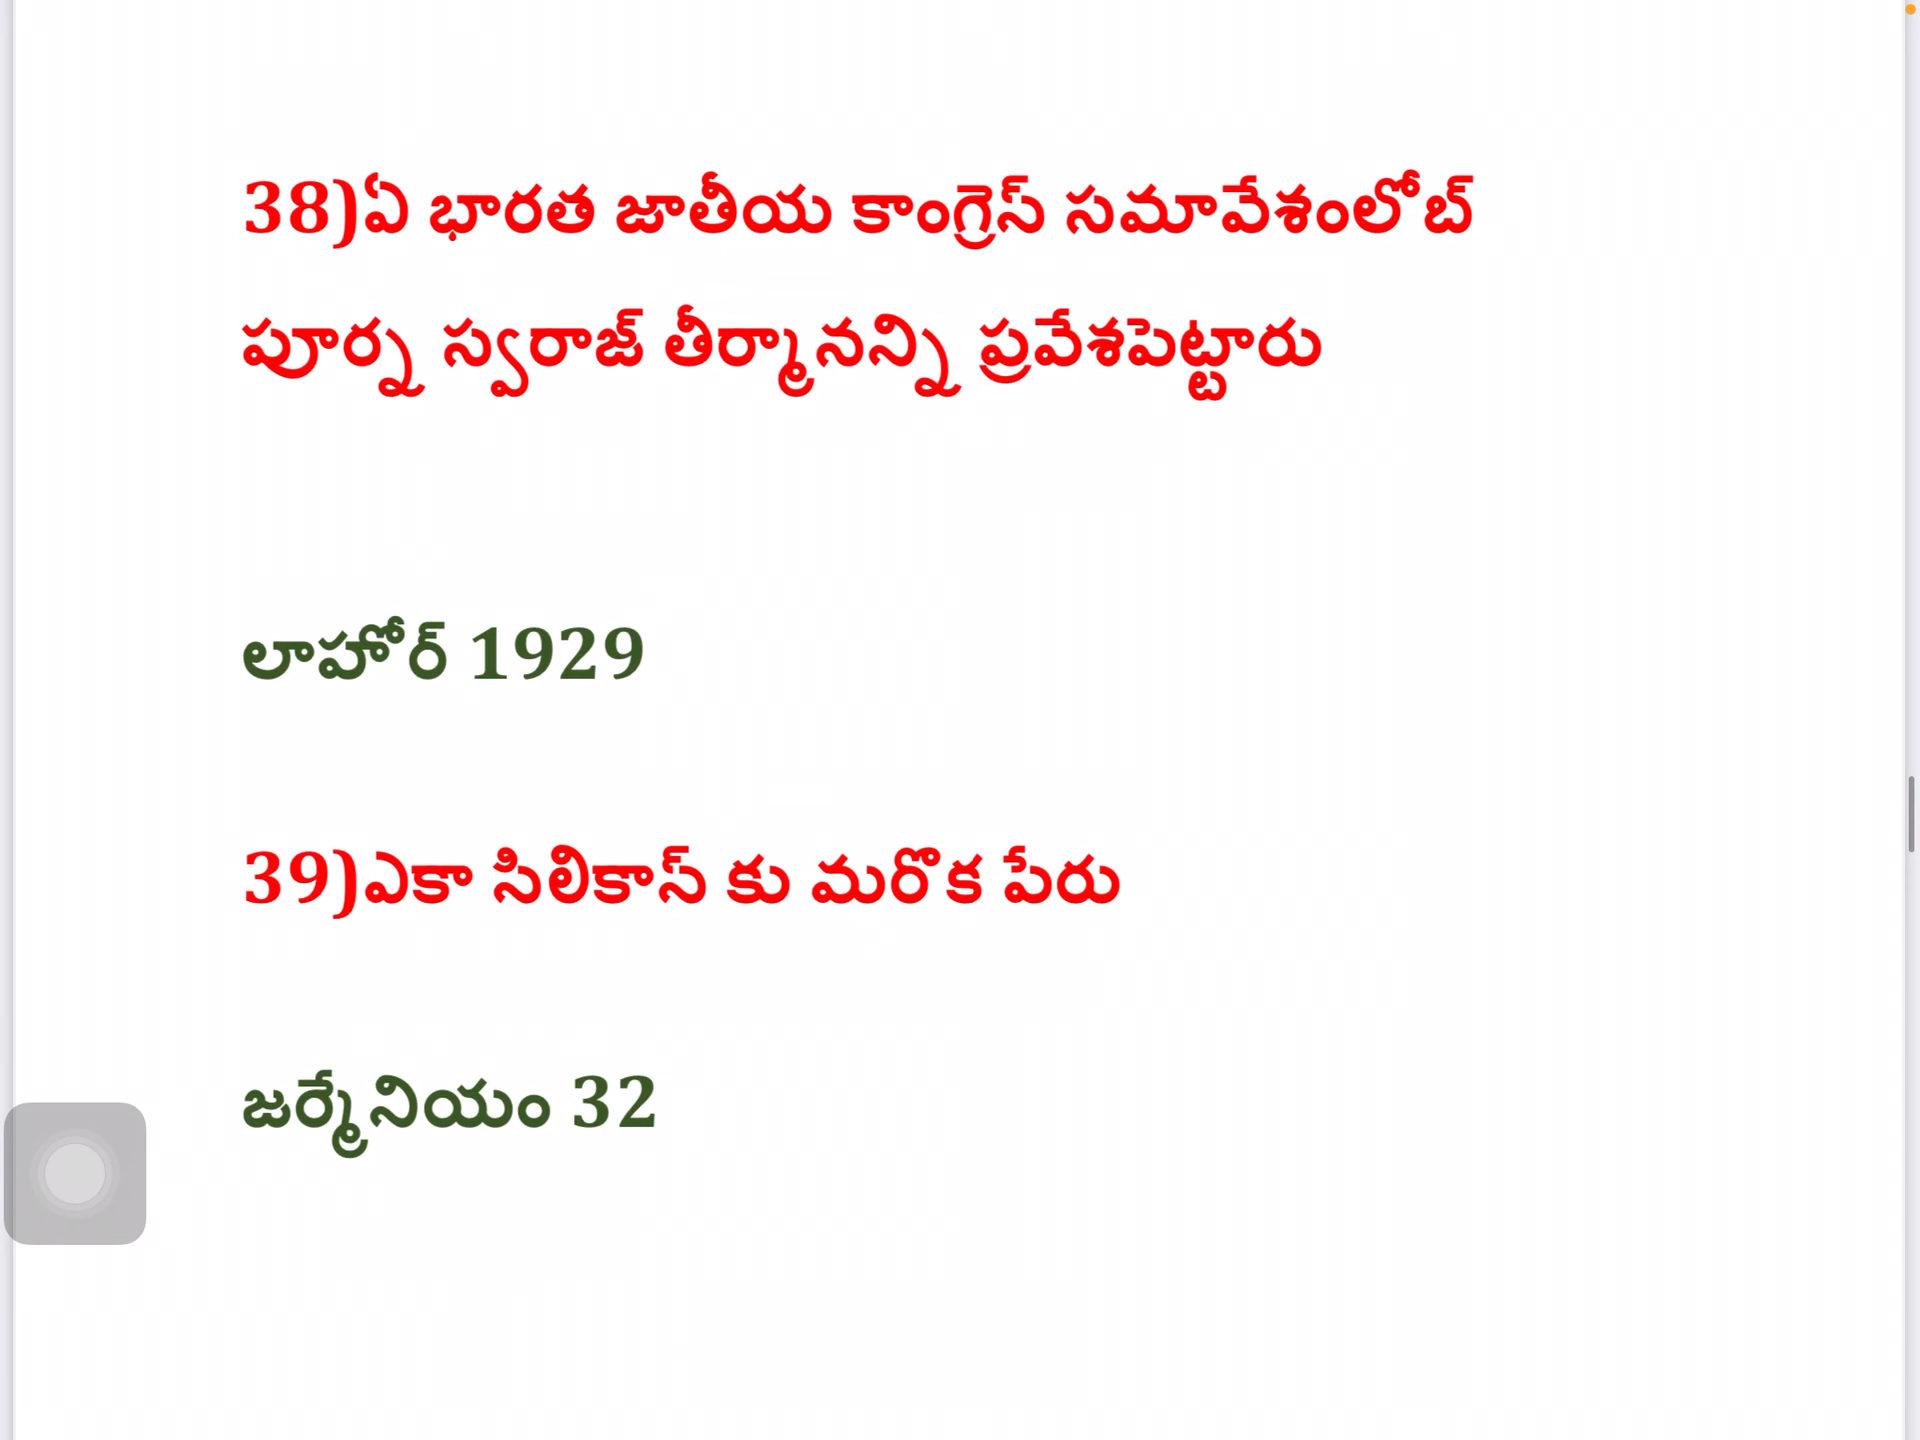 38)ఏ భారత జాతీయ కాంగ్రెస్ సమావేశంలోబ్
పూర్న స్వరాజ్ తీర్మానన్ని ప్రవేశపెట్టారు
లాహోర్ 1929
39)ఎకా సిలికాన్ కు మరొక పేరు
జర్మేనియం 32